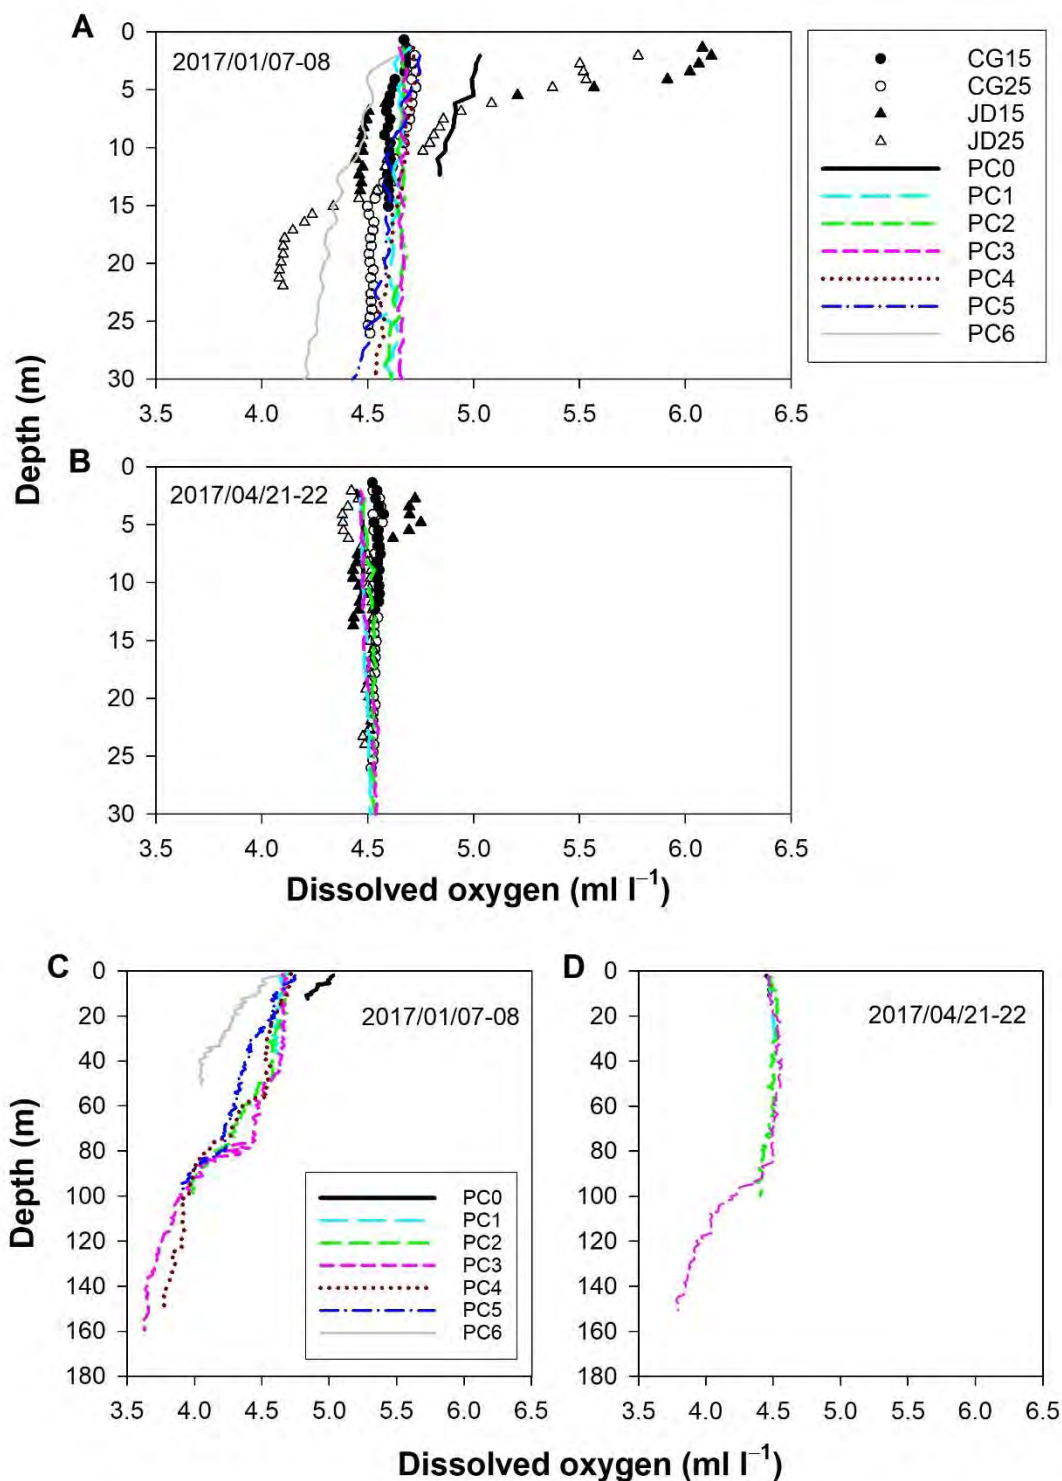 A
2017/01/07-08
0
5
10
15
20
25
30
3.5 4.0 4.5 5.0 5.5 6.0 6.5
CG15
CG25
JD15
JD25
PC0
PC1
PC2
PC3
PC4
PC5
PC6
Depth (m)
B
2017/04/21-22
0
5
10
15
20
25
30
3.5 4.0 4.5 5.0 5.5 6.0 6.5
Dissolved oxygen (ml l⁻¹)
C
2017/01/07-08
0
20
40
60
80
100
120
140
160
180
3.5 4.0 4.5 5.0 5.5 6.0 6.5
Depth (m)
PC0
PC1
PC2
PC3
PC4
PC5
PC6
D
2017/04/21-22
0
20
40
60
80
100
120
140
160
180
3.5 4.0 4.5 5.0 5.5 6.0 6.5
Dissolved oxygen (ml l⁻¹)